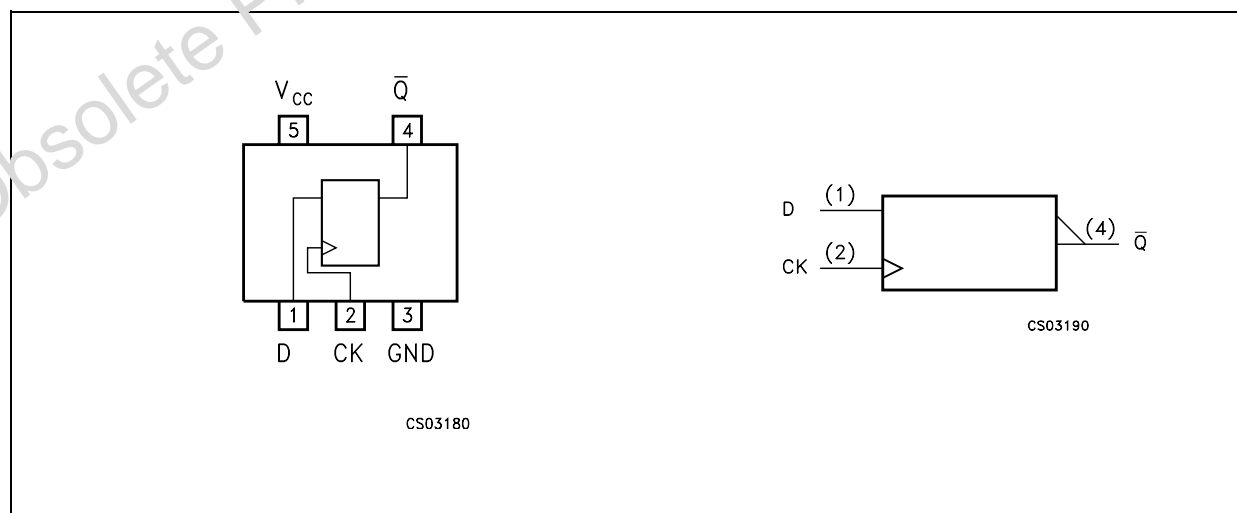 Obsolete
V CC Q̅
5 4
1 2 3
D CK GND
CS03180
D (1)
CK (2)
(4) Q̅
CS03190